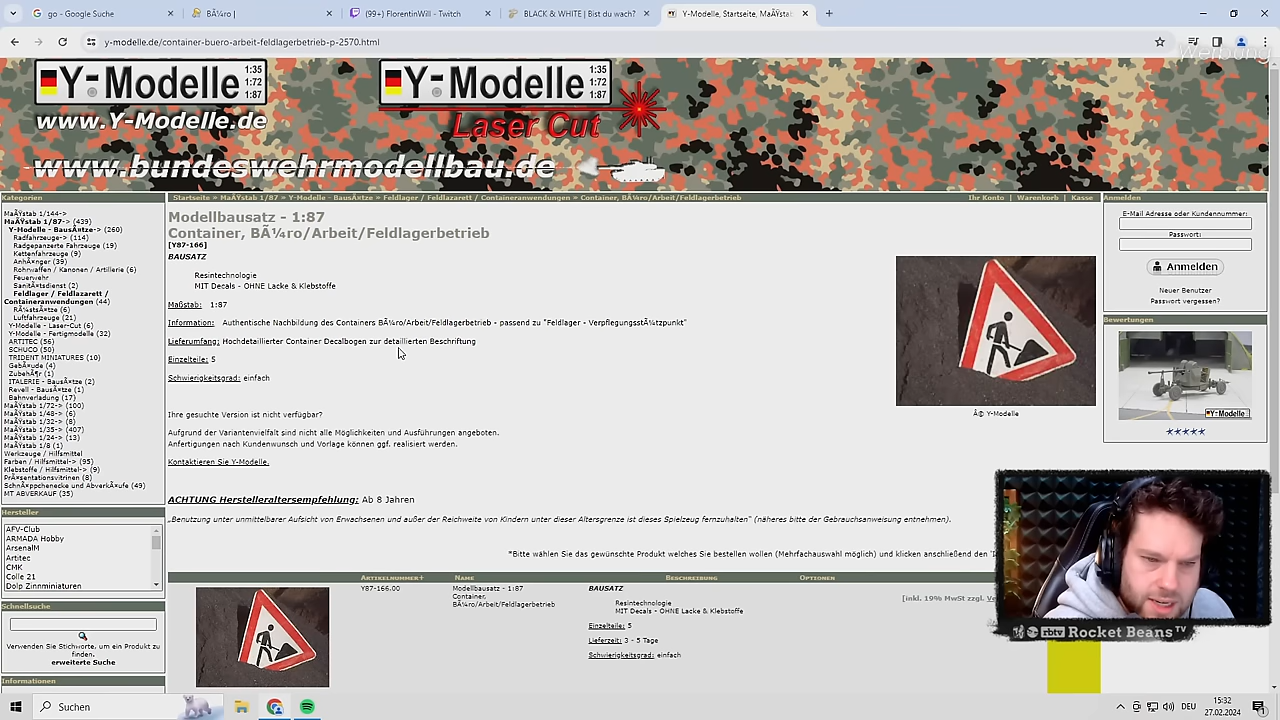 go - Google Suche
BÃ¼ro |
(99+) FlorentinWill - Twitch
BLACK & WHITE | Bist du wach?
Y-Modelle, Startseite, MaÃŸstab
y-modelle.de/container-buero-arbeit-feldlagerbetrieb-p-2570.html
Werbung
Y-Modelle 1:35 1:72 1:87
www.Y-Modelle.de
Y-Modelle 1:35 1:72 1:87
Laser Cut
www.bundeswehrmodellbau.de
Kategorien
MaÃŸstab 1/144->
MaÃŸstab 1/87-> (439)
Y-Modelle - BausÃ¤tze-> (260)
Radfahrzeuge-> (114)
Radgepanzerte Fahrzeuge (19)
Kettenfahrzeuge (9)
AnhÃ¤nger (39)
Rohrwaffen / Kanonen / Artillerie (6)
Feuerwehr
SanitÃ¤tsdienst (2)
Feldlager / Feldlazarett /
Containeranwendungen (44)
RÃ¼stsÃ¤tze (6)
Luftfahrzeuge (21)
Y-Modelle - Laser-Cut (6)
Y-Modelle - Fertigmodelle (32)
ARTITEC (56)
SCHUCO (59)
TRIDENT MINIATURES (10)
GebÃ¤ude (4)
ZubehÃ¶r (1)
ITALERIE - BausÃ¤tze (2)
Revell - BausÃ¤tze (1)
Bahnverladung (17)
MaÃŸstab 1/72-> (100)
MaÃŸstab 1/48-> (6)
MaÃŸstab 1/32-> (8)
MaÃŸstab 1/35-> (407)
MaÃŸstab 1/24-> (13)
MaÃŸstab 1/8 (1)
Werkzeuge / Hilfsmittel
Farben / Hilfsmittel-> (95)
Klebstoffe / Hilfsmittel-> (9)
PrÃ¤sentationsvitrinen (8)
SchnÃ¤ppchenecke und AbverkÃ¤ufe (49)
MT ABVERKAUF (35)
Hersteller
AFV-Club
ARMADA Hobby
ArsenalM
Artitec
CMK
Colle 21
Dolp Zinnminiaturen
Schnellsuche
Verwenden Sie Stichworte, um ein Produkt zu
finden.
erweiterte Suche
Informationen
Startseite » MaÃŸstab 1/87 » Y-Modelle - BausÃ¤tze » Feldlager / Feldlazarett / Containeranwendungen » Container, BÃ¼ro/Arbeit/Feldlagerbetrieb
Ihr Konto | Warenkorb | Kasse
Modellbausatz - 1:87
Container, BÃ¼ro/Arbeit/Feldlagerbetrieb
[Y87-166]
BAUSATZ
Resintechnologie
MIT Decals - OHNE Lacke & Klebstoffe
Maßstab: 1:87
Information: Authentische Nachbildung des Containers BÃ¼ro/Arbeit/Feldlagerbetrieb - passend zu "Feldlager - VerpflegungsstÃ¼tzpunkt"
Lieferumfang: Hochdetaillierter Container Decalbogen zur detaillierten Beschriftung
Einzelteile: 5
Schwierigkeitsgrad: einfach
Ihre gesuchte Version ist nicht verfügbar?
Aufgrund der Variantenvielfalt sind nicht alle Möglichkeiten und Ausführungen angeboten.
Anfertigungen nach Kundenwunsch und Vorlage können ggf. realisiert werden.
Kontaktieren Sie Y-Modelle.
ACHTUNG Herstelleraltersempfehlung: Ab 8 Jahren
„Benutzung unter unmittelbarer Aufsicht von Erwachsenen und außer der Reichweite von Kindern unter dieser Altersgrenze ist dieses Spielzeug fernzuhalten" (näheres bitte der Gebrauchsanweisung entnehmen).
*Bitte wählen Sie das gewünschte Produkt welches Sie bestellen wollen (Mehrfachauswahl möglich) und klicken anschließend den
Artikelnummer+ Name Beschreibung Optionen
Y87-166.00
Modellbausatz - 1:87
Container,
BÃ¼ro/Arbeit/Feldlagerbetrieb
BAUSATZ
Resintechnologie
MIT Decals - OHNE Lacke & Klebstoffe
Einzelteile: 5
Lieferzeit: 3 - 5 Tage
Schwierigkeitsgrad: einfach
[inkl. 19% MwSt zzgl.
Â© Y-Modelle
Anmelden
E-Mail Adresse oder Kundennummer:
Passwort:
Anmelden
Neuer Benutzer
Passwort vergessen?
Bewertungen
Y-Modelle
rbtv Rocket Beans TV
Suchen
DEU
15:32
27.02.2024